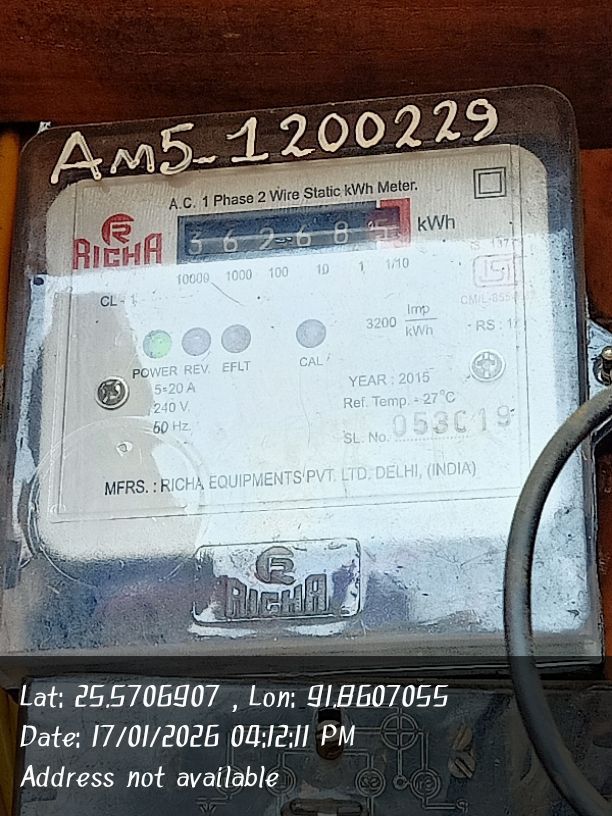 Am5-1200229
A.C. 1 Phase 2 Wire Static kWh Meter.
RICHA
36268 kWh
10000 1000 100 10 1 1/10
CL - 1
3200 Imp/kWh
POWER REV. EFLT CAL
5-20 A
240 V.
50 Hz.
YEAR : 2015
Ref. Temp. - 27°C
SL. No. 053C19
MFRS. : RICHA EQUIPMENTS PVT. LTD. DELHI, (INDIA)
RICHA
Lat: 25.5706907 , Lon: 91.8607055
Date: 17/01/2026 04:12:11 PM
Address not available